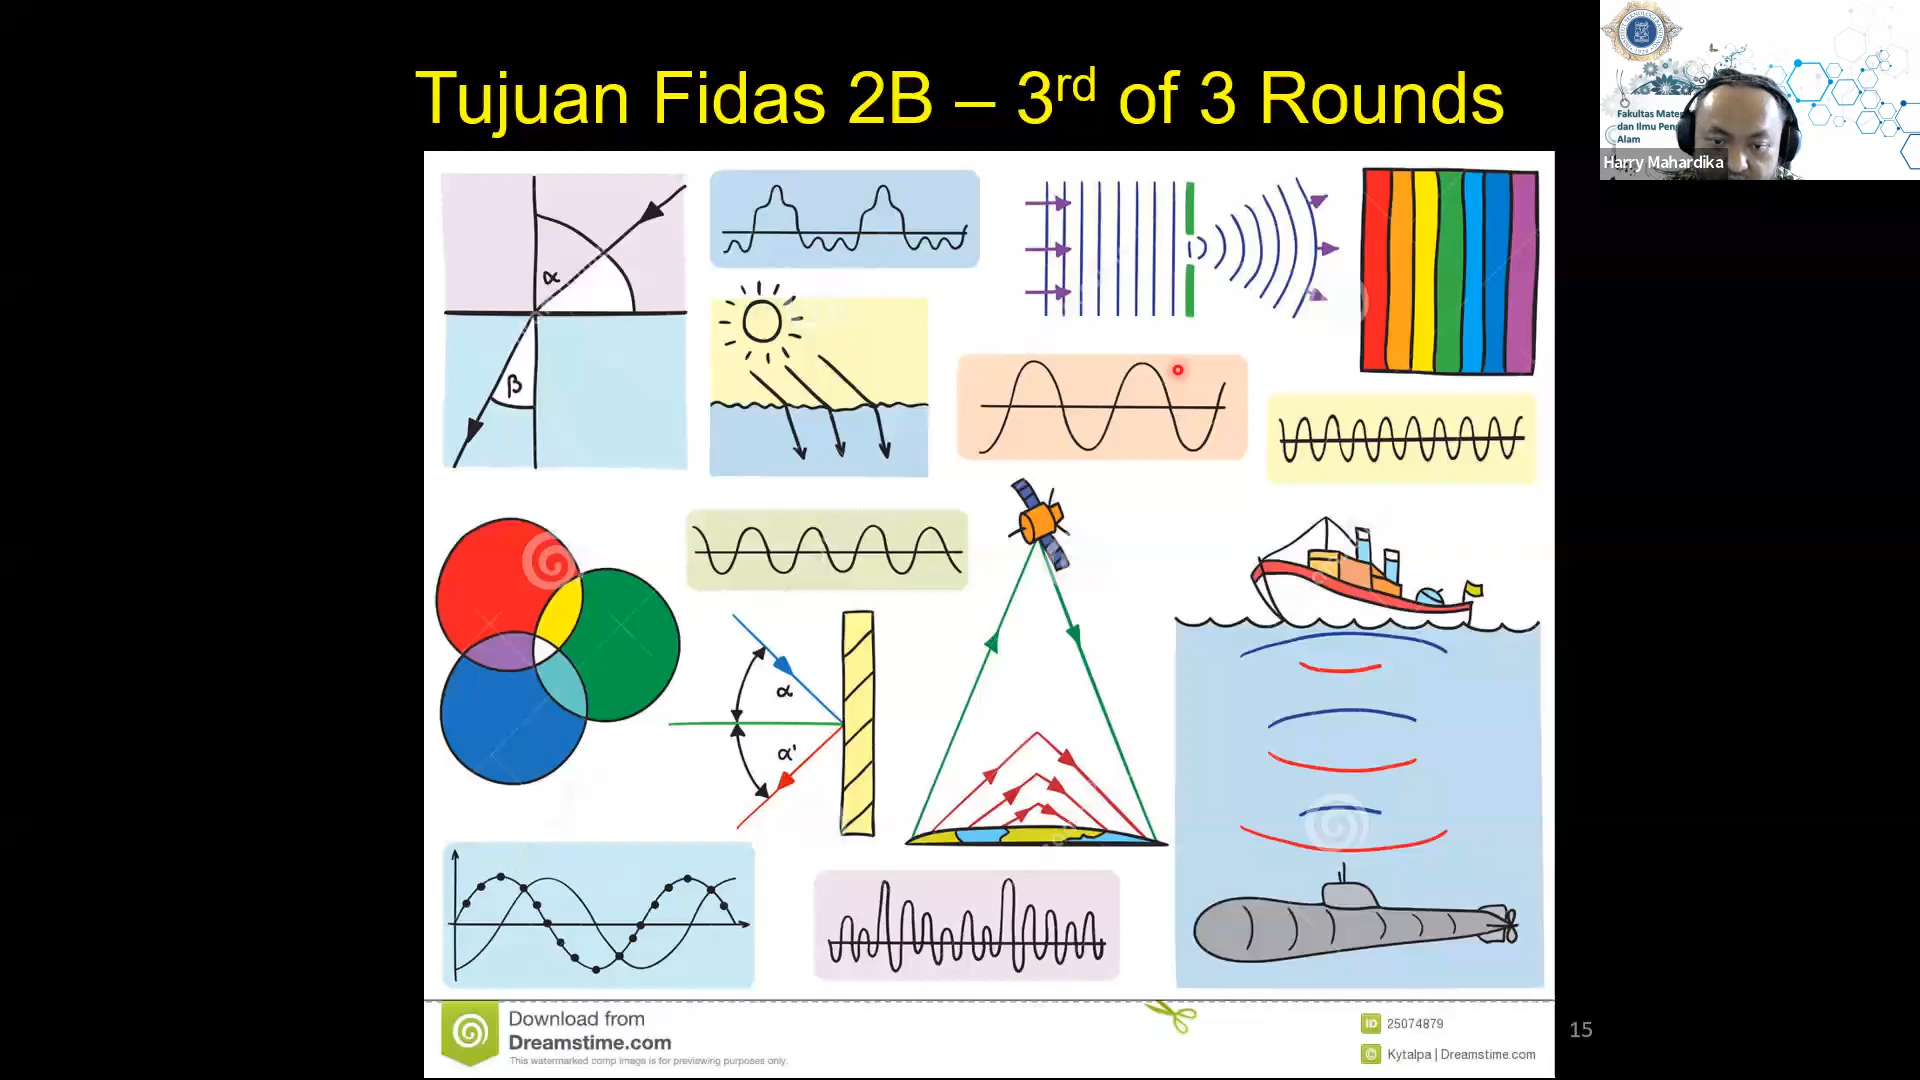 Tujuan Fidas 2B – 3rd of 3 Rounds
Fakultas Mate
dan Ilmu Peng
Alam
Harry Mahardika
α
β
α
α'
Download from
Dreamstime.com
This watermarked comp image is for previewing purposes only.
ID 25074879
© Kytalpa | Dreamstime.com
15